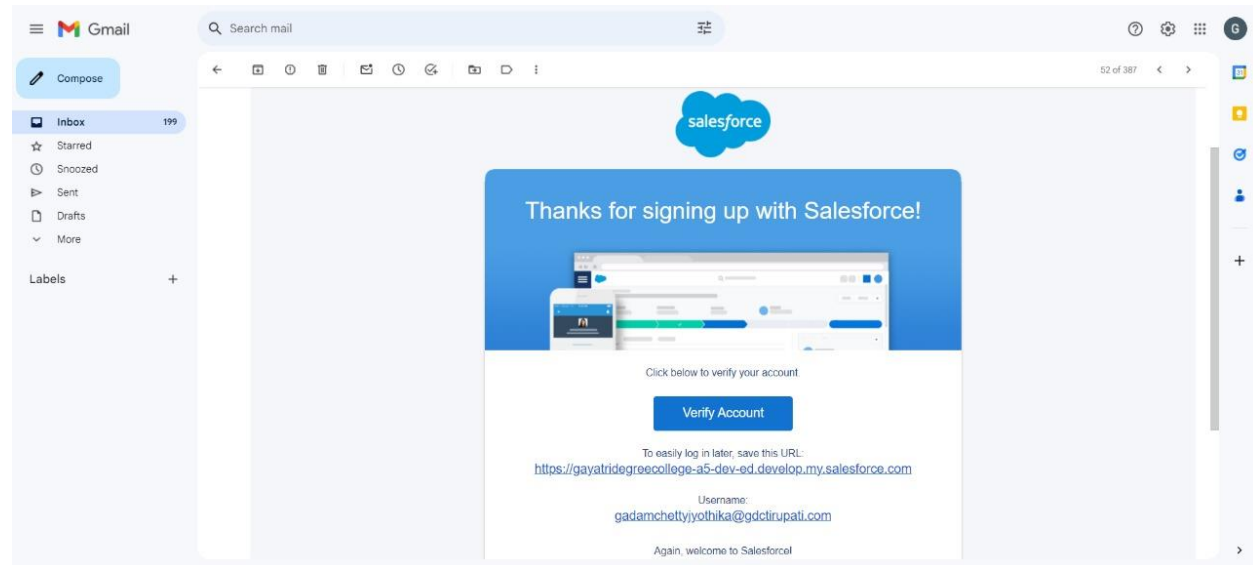 Gmail
Search mail
G
Compose
52 of 387
Inbox 199
Starred
Snoozed
Sent
Drafts
More
Labels
salesforce
Thanks for signing up with Salesforce!
Click below to verify your account
Verify Account
To easily log in later, save this URL:
https://gayatridegreecollege-a5-dev-ed.develop.my.salesforce.com
Username:
gadamchettyjyothika@gdctirupati.com
Again, welcome to Salesforce!